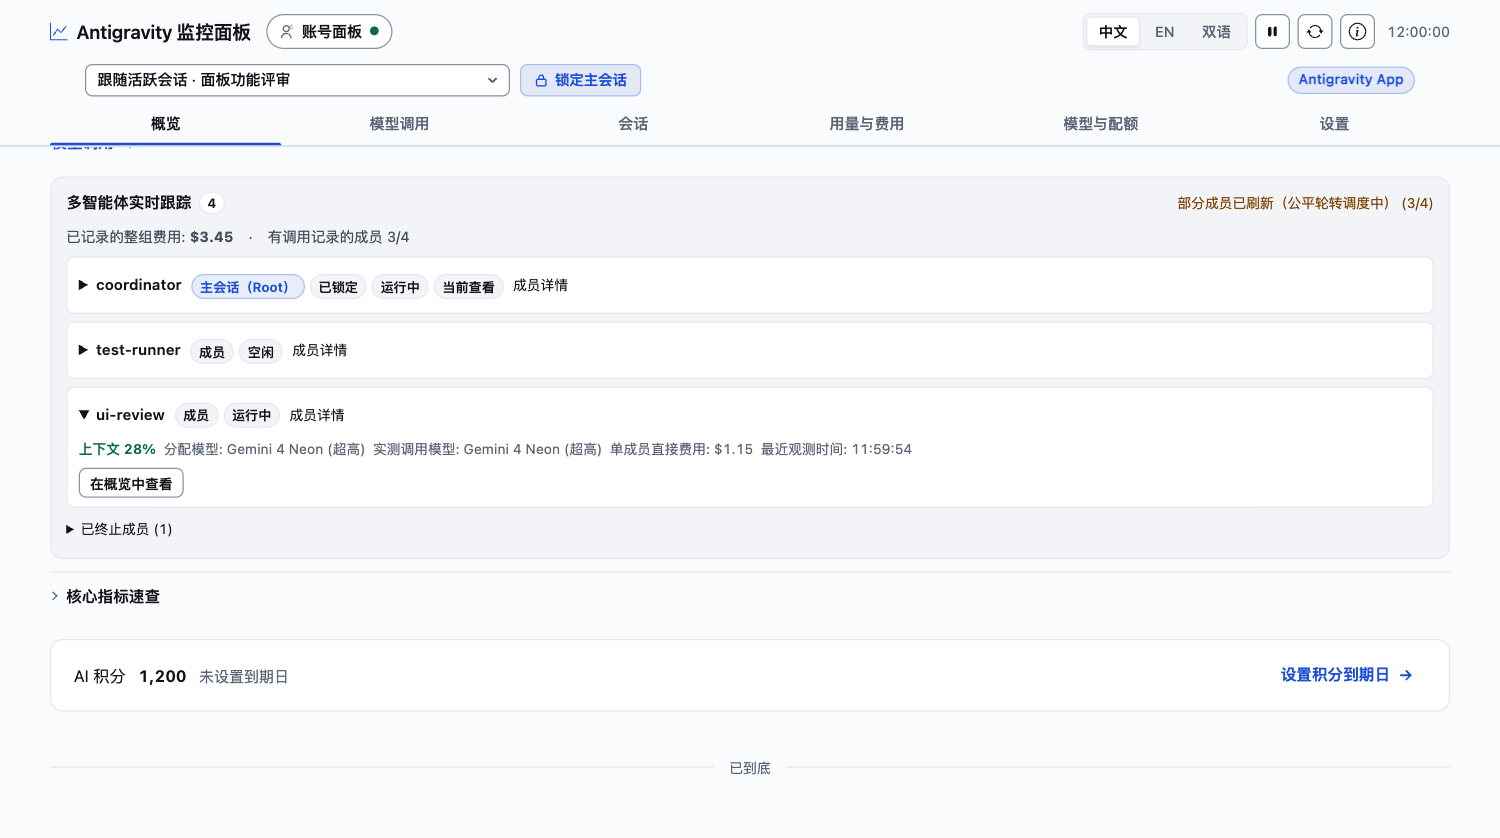 Antigravity 监控面板
账号面板
中文 EN 双语
12:00:00
跟随活跃会话 · 面板功能评审
锁定主会话
Antigravity App
概览 模型调用 会话 用量与费用 模型与配额 设置
多智能体实时跟踪 4
部分成员已刷新（公平轮转调度中） (3/4)
已记录的整组费用: $3.45 · 有调用记录的成员 3/4
coordinator 主会话（Root） 已锁定 运行中 当前查看 成员详情
test-runner 成员 空闲 成员详情
ui-review 成员 运行中 成员详情
上下文 28% 分配模型: Gemini 4 Neon (超高) 实测调用模型: Gemini 4 Neon (超高) 单成员直接费用: $1.15 最近观测时间: 11:59:54
在概览中查看
已终止成员 (1)
核心指标速查
AI 积分 1,200 未设置到期日
设置积分到期日 →
已到底